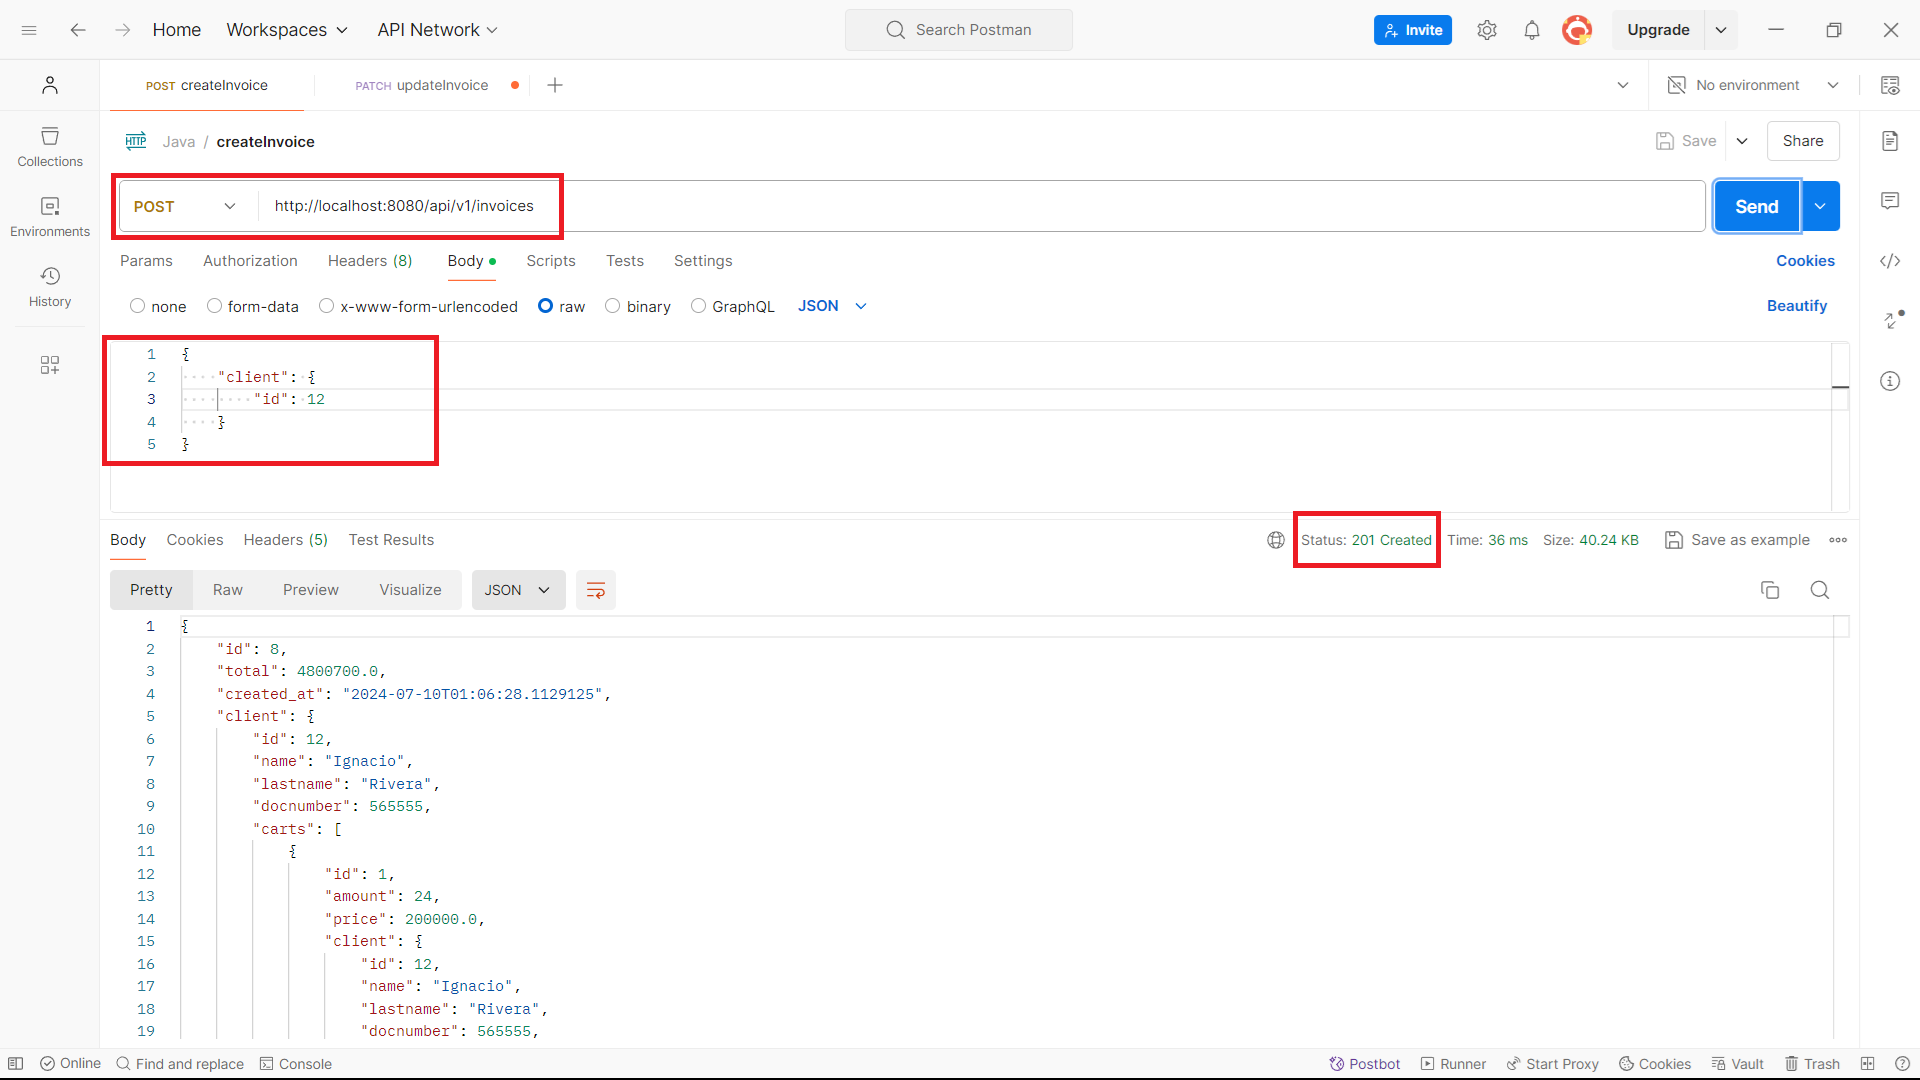 Home Workspaces API Network Search Postman Invite Upgrade
POST createInvoice PATCH updateInvoice No environment
HTTP Java / createInvoice Save Share
Collections
POST http://localhost:8080/api/v1/invoices Send
Environments
Params Authorization Headers (8) Body Scripts Tests Settings Cookies
History
none form-data x-www-form-urlencoded raw binary GraphQL JSON Beautify
1 {
2 "client": {
3 "id": 12
4 }
5 }
Body Cookies Headers (5) Test Results Status: 201 Created Time: 36 ms Size: 40.24 KB Save as example
Pretty Raw Preview Visualize JSON
1 {
2 "id": 8,
3 "total": 4800700.0,
4 "created_at": "2024-07-10T01:06:28.1129125",
5 "client": {
6 "id": 12,
7 "name": "Ignacio",
8 "lastname": "Rivera",
9 "docnumber": 565555,
10 "carts": [
11 {
12 "id": 1,
13 "amount": 24,
14 "price": 200000.0,
15 "client": {
16 "id": 12,
17 "name": "Ignacio",
18 "lastname": "Rivera",
19 "docnumber": 565555,
Online Find and replace Console Postbot Runner Start Proxy Cookies Vault Trash